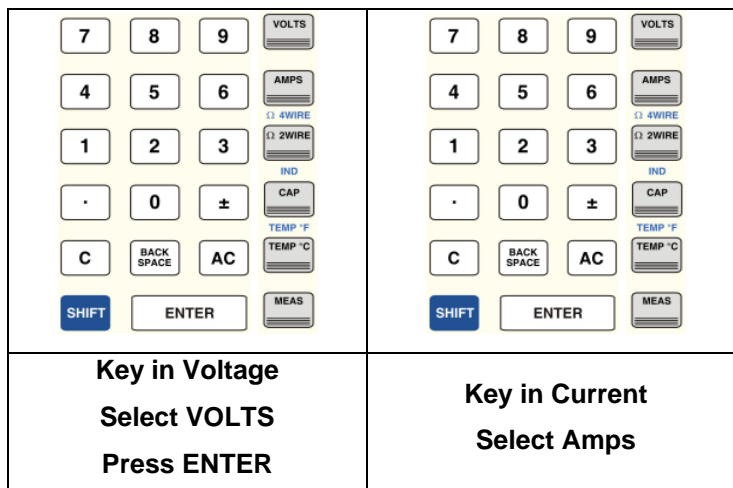 7 8 9 VOLTS
4 5 6 AMPS
Ω 4WIRE
1 2 3 Ω 2WIRE
IND
· 0 ± CAP
TEMP °F
C BACK SPACE AC TEMP °C
SHIFT ENTER MEAS
Key in Voltage
Select VOLTS
Press ENTER
7 8 9 VOLTS
4 5 6 AMPS
Ω 4WIRE
1 2 3 Ω 2WIRE
IND
· 0 ± CAP
TEMP °F
C BACK SPACE AC TEMP °C
SHIFT ENTER MEAS
Key in Current
Select Amps